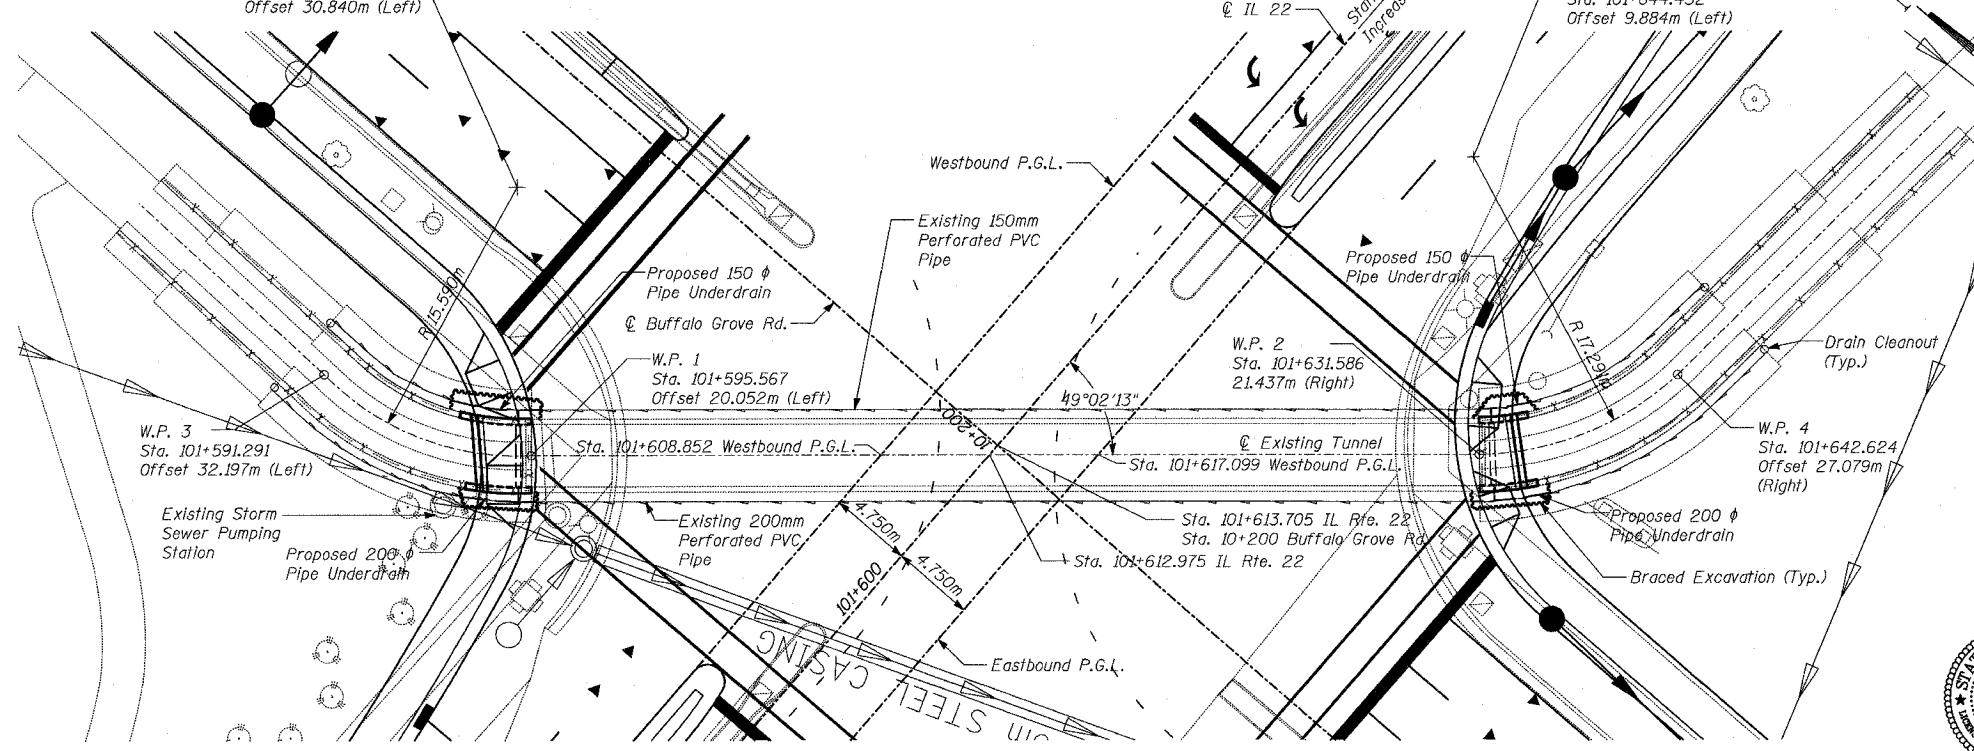 Offset 30.840m (Left)
℄ IL 22
Offset 9.884m (Left)
Westbound P.G.L.
Existing 150mm
Perforated PVC
Pipe
Proposed 150 ϕ
Pipe Underdrain
Proposed 150 ϕ
Pipe Underdrain
R 15.590m
℄ Buffalo Grove Rd.
W.P. 1
Sta. 101+595.567
Offset 20.052m (Left)
W.P. 2
Sta. 101+631.586
21.437m (Right)
Drain Cleanout
(Typ.)
49°02'13"
10+200
W.P. 3
Sta. 101+591.291
Offset 32.197m (Left)
Sta. 101+608.852 Westbound P.G.L.
℄ Existing Tunnel
Sta. 101+617.099 Westbound P.G.L.
W.P. 4
Sta. 101+642.624
Offset 27.079m
(Right)
Existing Storm
Sewer Pumping
Station
Proposed 200 ϕ
Pipe Underdrain
Existing 200mm
Perforated PVC
Pipe
4.750m
4.750m
Sta. 101+613.705 IL Rte. 22
Sta. 10+200 Buffalo Grove Rd.
Sta. 101+612.975 IL Rte. 22
Proposed 200 ϕ
Pipe Underdrain
Braced Excavation (Typ.)
101+600
Eastbound P.G.L.
STEEL CASING